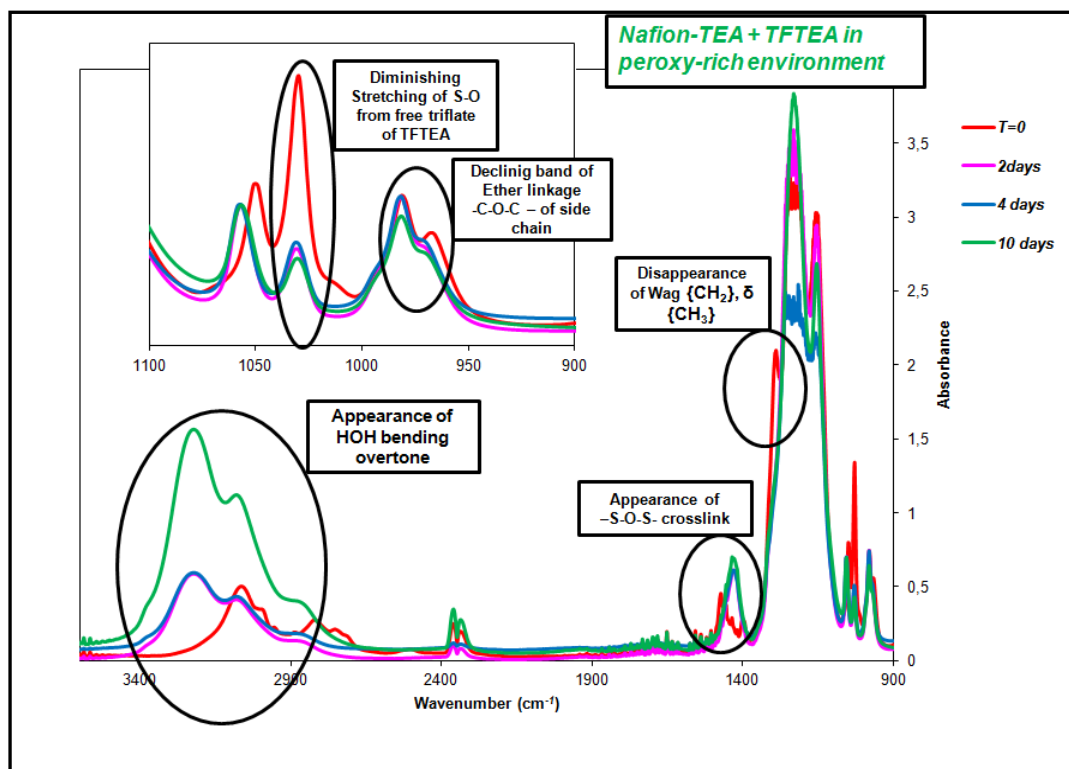 Nafion-TEA + TFTEA in
peroxy-rich environment
Diminishing
Stretching of S-O
from free triflate
of TFTEA
Declinig band of
Ether linkage
-C-O-C – of side
chain
1100
1050
1000
950
900
T=0
2days
4 days
10 days
Disappearance
of Wag {CH₂}, δ
{CH₃}
Appearance of
HOH bending
overtone
Appearance of
–S-O-S- crosslink
3,5
3
2,5
2
1,5
1
0,5
0
Absorbance
3400
2900
2400
1900
1400
900
Wavenumber (cm⁻¹)